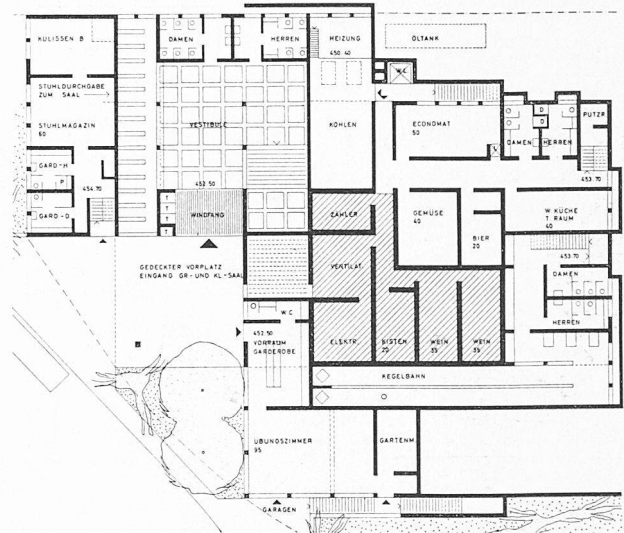 KULISSEN B
DAMEN
HERREN
HEIZUNG
450.40
OLTANK
W.C
STUHLDURCHGABE
ZUM SAAL
STUHLMAGAZIN
60
VESTIBULE
KOHLEN
ECONOMAT
50
DAMEN
D
D
HERREN
PUTZR
GARD-H
P
454.70
452.50
453.70
GARD-D
WINDFANG
T
T
T
T
ZÄHLER
GEMÜSE
40
BIER
20
W.KÜCHE
T.RAUM
40
GEDECKTER VORPLATZ
EINGANG GR- UND KL-SAAL
VENTILAT.
453.70
DAMEN
W.C
452.50
VORRAUM
GARDEROBE
HERREN
ELEKTR.
KISTEN
20
WEIN
35
WEIN
35
KEGELBAHN
ÜBUNGSZIMMER
95
GARTENM
GARAGEN